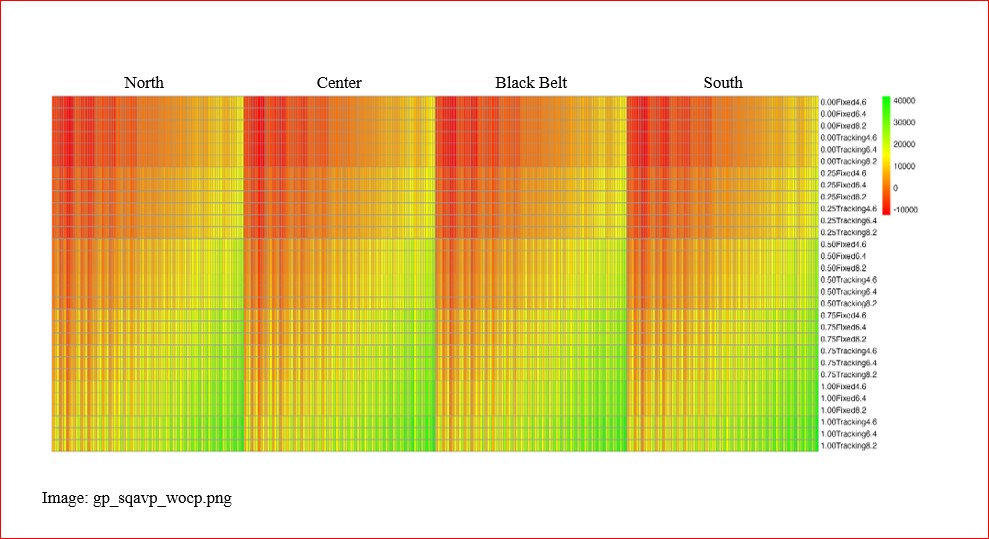 North Center Black Belt South
0.00Fixed4.6
0.00Fixed6.4
0.00Fixed8.2
0.00Tracking4.6
0.00Tracking6.4
0.00Tracking8.2
0.25Fixed4.6
0.25Fixed6.4
0.25Fixed8.2
0.25Tracking4.6
0.25Tracking6.4
0.25Tracking8.2
0.50Fixed4.6
0.50Fixed6.4
0.50Fixed8.2
0.50Tracking4.6
0.50Tracking6.4
0.50Tracking8.2
0.75Fixed4.6
0.75Fixed6.4
0.75Fixed8.2
0.75Tracking4.6
0.75Tracking6.4
0.75Tracking8.2
1.00Fixed4.6
1.00Fixed6.4
1.00Fixed8.2
1.00Tracking4.6
1.00Tracking6.4
1.00Tracking8.2
40000
30000
20000
10000
0
-10000
Image: gp_sqavp_wocp.png